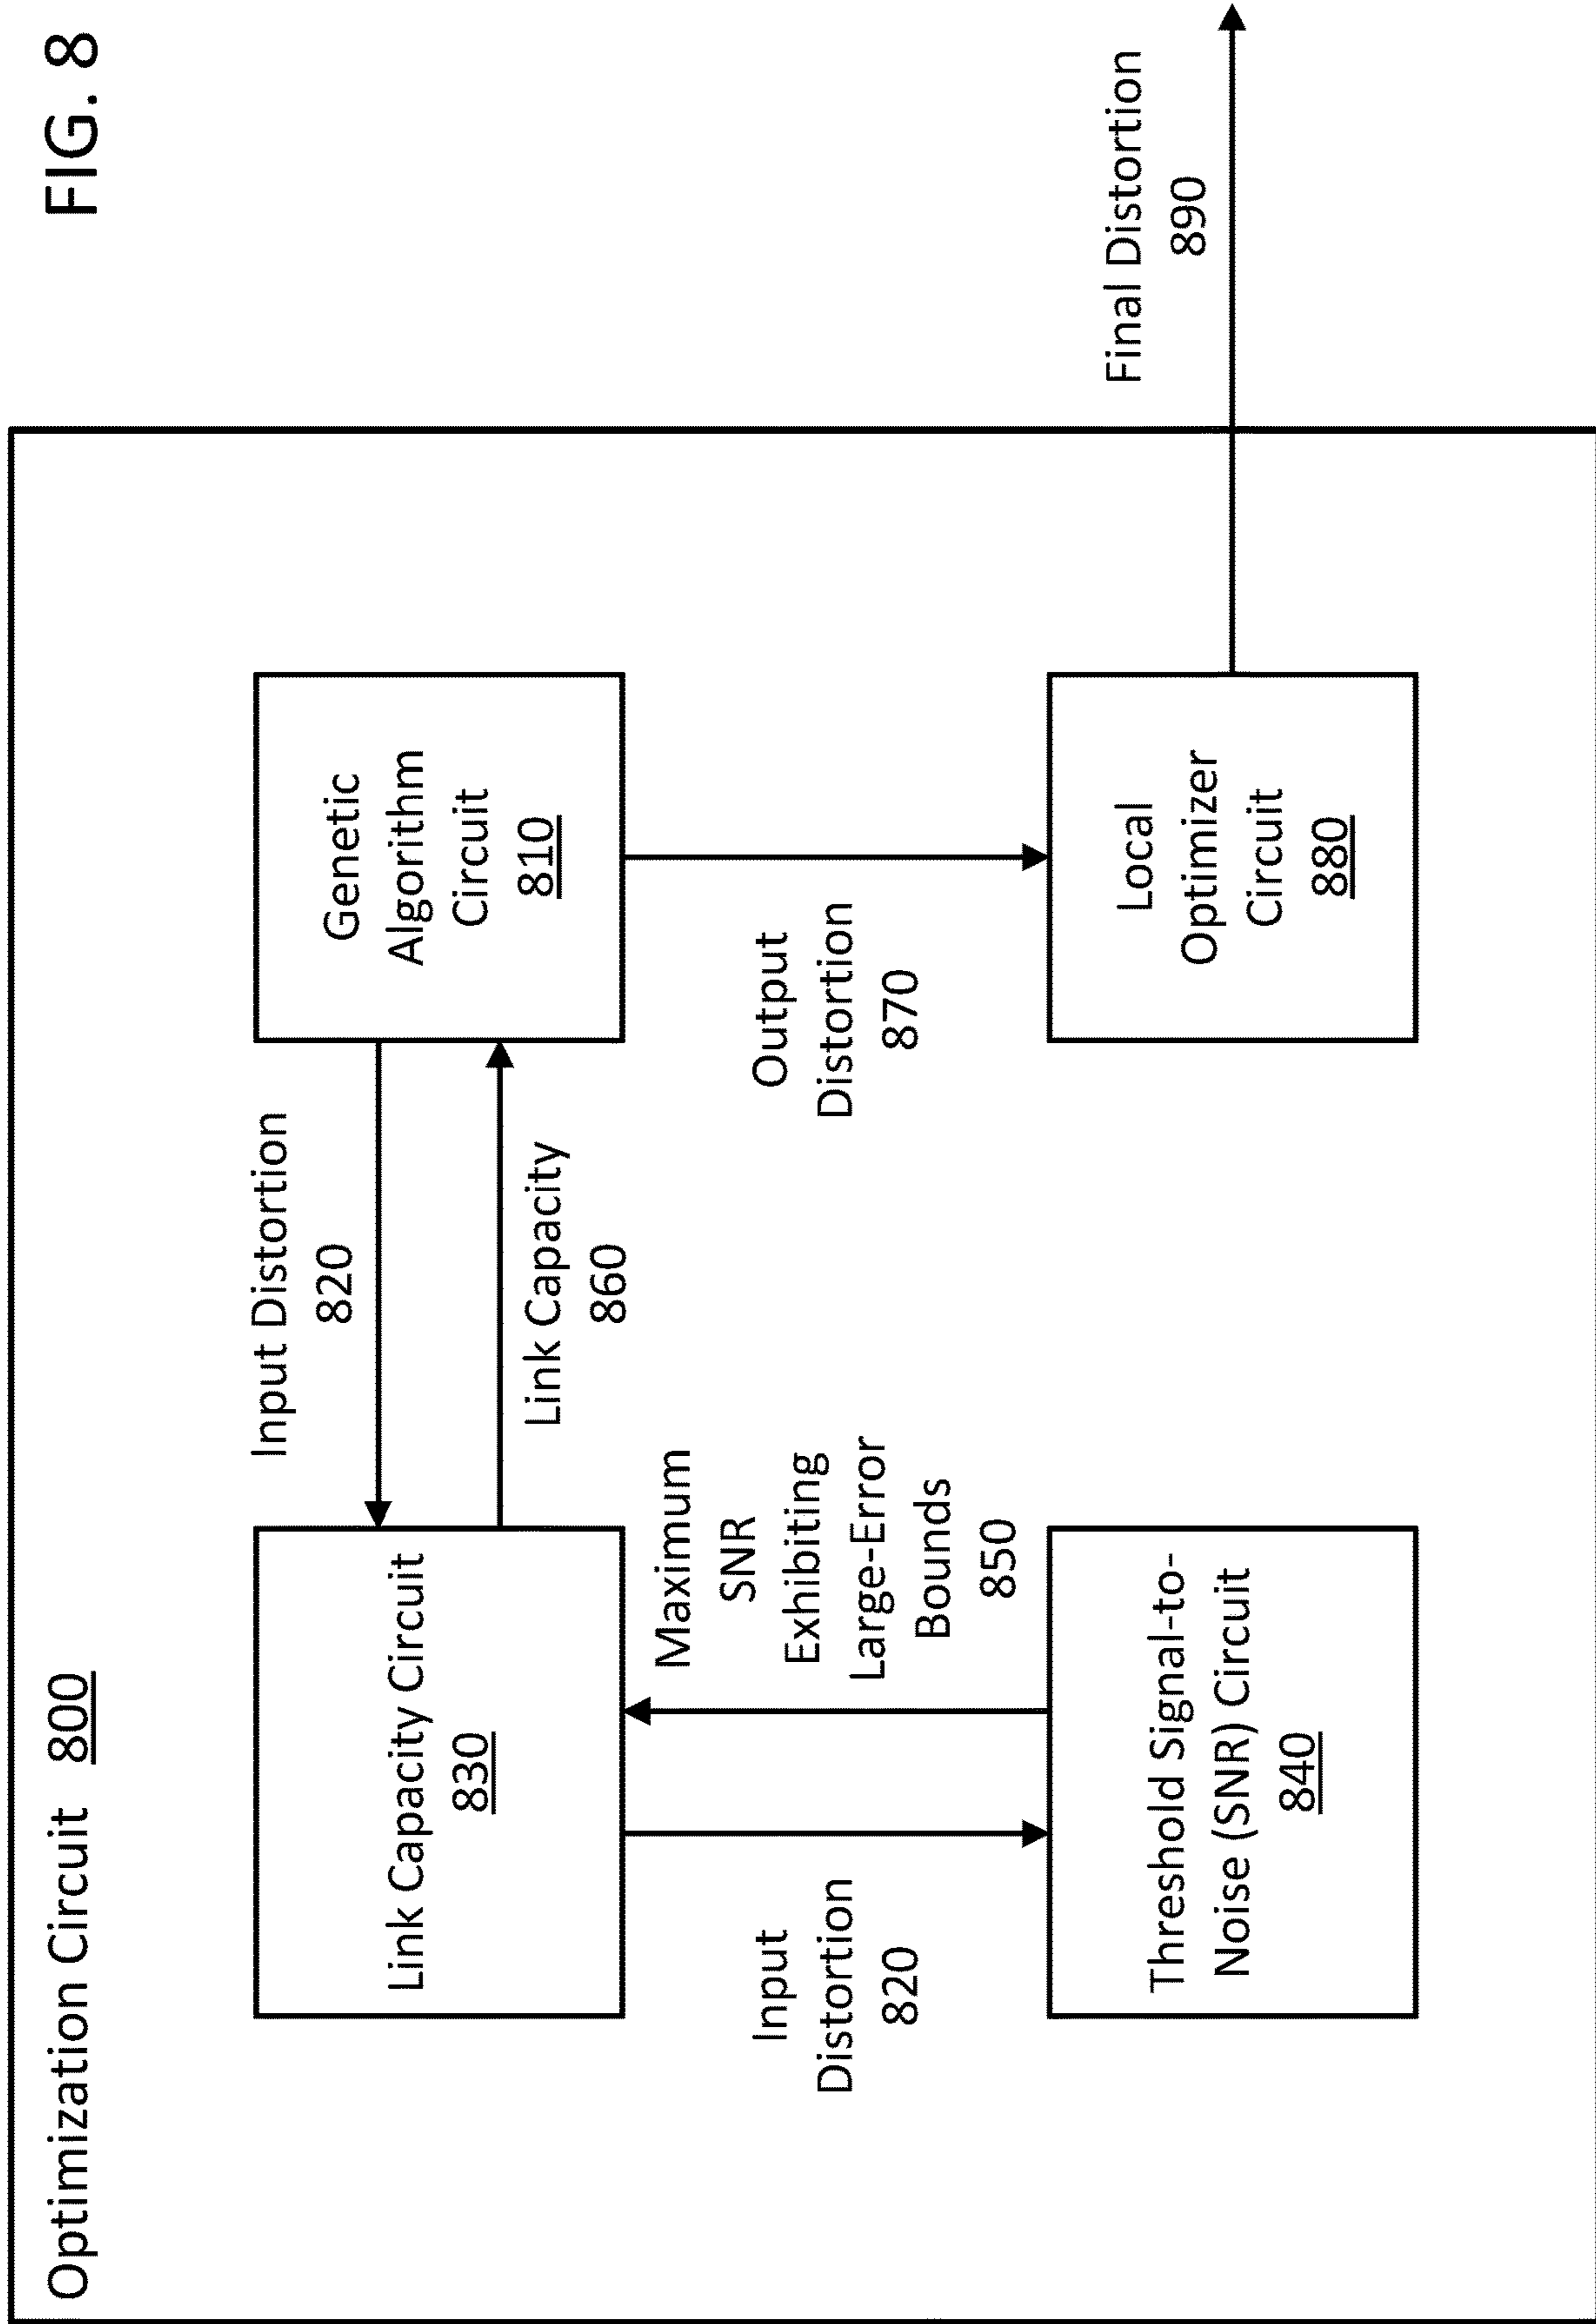 FIG. 8
Optimization Circuit 800
Link Capacity Circuit
830
Input Distortion
820
Link Capacity
860
Genetic
Algorithm
Circuit
810
Input
Distortion
820
Maximum
SNR
Exhibiting
Large-Error
Bounds
850
Output
Distortion
870
Threshold Signal-to-
Noise (SNR) Circuit
840
Local
Optimizer
Circuit
880
Final Distortion
890